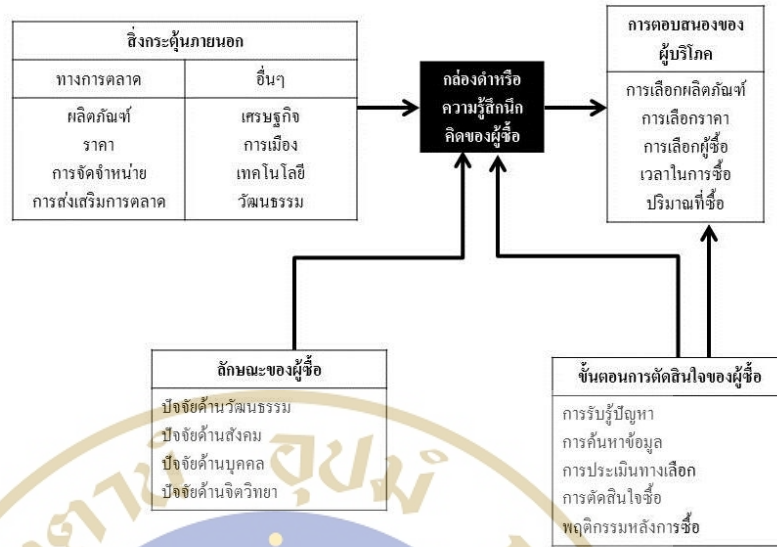 สิ่งกระตุ้นภายนอก
ทางการตลาด
อื่นๆ
ผลิตภัณฑ์
เศรษฐกิจ
ราคา
การเมือง
การจัดจำหน่าย
เทคโนโลยี
การส่งเสริมการตลาด
วัฒนธรรม
กล่องดำหรือ
ความรู้สึกนึก
คิดของผู้ซื้อ
การตอบสนองของ
ผู้บริโภค
การเลือกผลิตภัณฑ์
การเลือกราคา
การเลือกผู้ซื้อ
เวลาในการซื้อ
ปริมาณที่ซื้อ
ลักษณะของผู้ซื้อ
ปัจจัยด้านวัฒนธรรม
ปัจจัยด้านสังคม
ปัจจัยด้านบุคคล
ปัจจัยด้านจิตวิทยา
ขั้นตอนการตัดสินใจของผู้ซื้อ
การรับรู้ปัญหา
การค้นหาข้อมูล
การประเมินทางเลือก
การตัดสินใจซื้อ
พฤติกรรมหลังการซื้อ